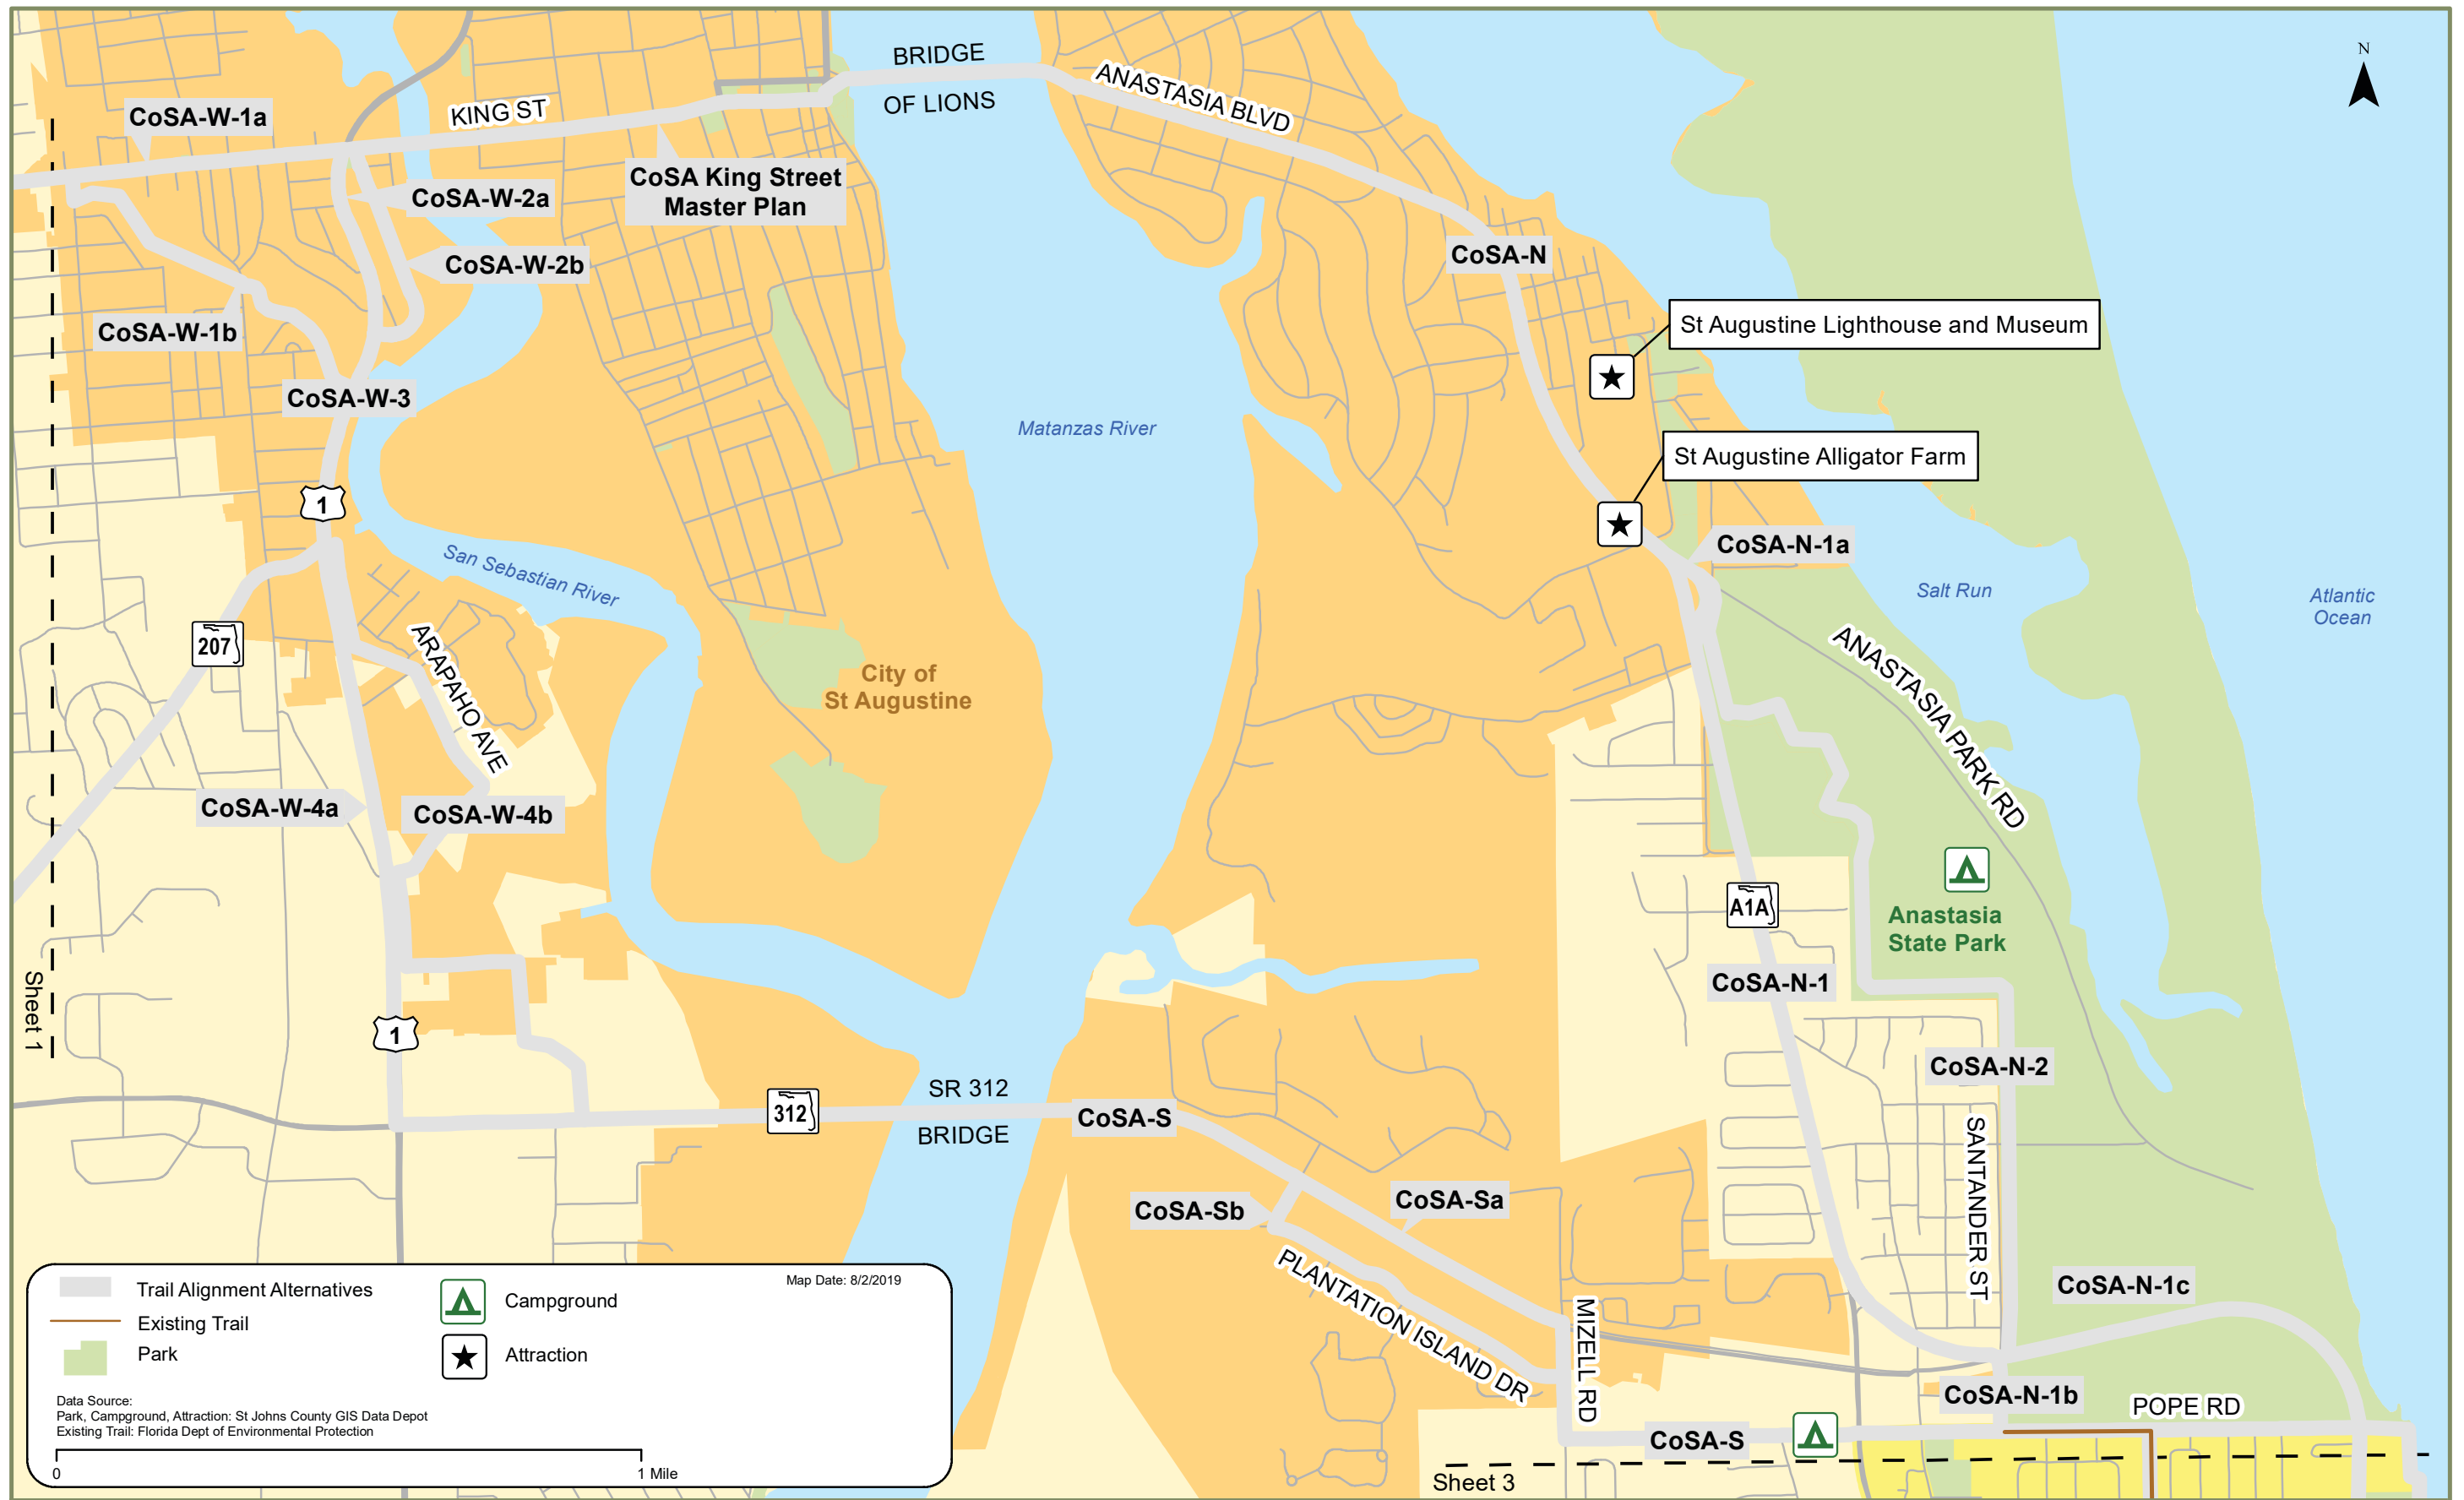 N
BRIDGE
OF LIONS
ANASTASIA BLVD
KING ST
CoSA-W-1a
CoSA King Street
Master Plan
CoSA-W-2a
CoSA-W-2b
CoSA-N
CoSA-W-1b
St Augustine Lighthouse and Museum
CoSA-W-3
Matanzas River
St Augustine Alligator Farm
1
CoSA-N-1a
San Sebastian River
Salt Run
Atlantic
Ocean
207
ARAPAHO AVE
City of
St Augustine
ANASTASIA PARK RD
CoSA-W-4a
CoSA-W-4b
A1A
Anastasia
State Park
Sheet 1
CoSA-N-1
1
CoSA-N-2
SR 312
BRIDGE
312
CoSA-S
SANTANDER ST
CoSA-Sb
CoSA-Sa
PLANTATION ISLAND DR
MIZELL RD
CoSA-N-1c
CoSA-N-1b
POPE RD
CoSA-S
Sheet 3
Map Date: 8/2/2019
Trail Alignment Alternatives
Existing Trail
Park
Campground
Attraction
Data Source:
Park, Campground, Attraction: St Johns County GIS Data Depot
Existing Trail: Florida Dept of Environmental Protection
0
1 Mile